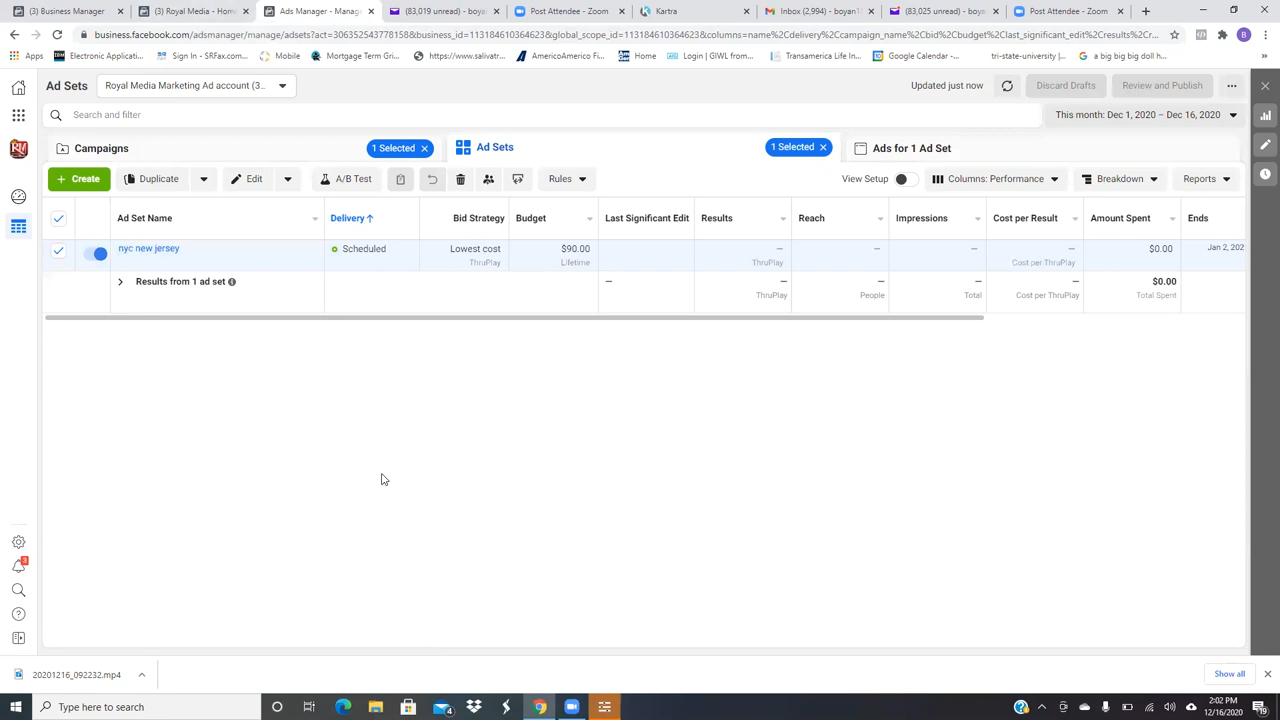 (3) Business Manager
(3) Royal Media - Home
Ads Manager - Manage
(83,019 unread) - boyan
Post Attendee - Zoom
Kartra
Inbox (2,994) - boyan1
(83,025 unread) - boyan
Post Attendee - Zoom
business.facebook.com/adsmanager/manage/adsets?act=3063525437781588&business_id=113184610364623&global_scope_id=113184610364623&columns=name%2Cdelivery%2Ccampaign_name%2Cbid%2Cbudget%2Clast_significant_edit%2Cresults%2Cr...
Apps
Electronic Applicati...
Sign In - SRFax.com
Mobile
Mortgage Term Gri...
https://www.salivatr...
AmericoAmerico Fi...
Home
Login | GIWL from...
Transamerica Life In...
Google Calendar -...
tri-state-university |...
a big big big doll h...
Ad Sets
Royal Media Marketing Ad account (3...
Updated just now
Discard Drafts
Review and Publish
Search and filter
This month: Dec 1, 2020 – Dec 16, 2020
Campaigns
1 Selected
Ad Sets
1 Selected
Ads for 1 Ad Set
+ Create
Duplicate
Edit
A/B Test
Rules
View Setup
Columns: Performance
Breakdown
Reports
Ad Set Name
Delivery
Bid Strategy
Budget
Last Significant Edit
Results
Reach
Impressions
Cost per Result
Amount Spent
Ends
nyc new jersey
Scheduled
Lowest cost
ThruPlay
$90.00
Lifetime
—
ThruPlay
—
—
—
Cost per ThruPlay
$0.00
Jan 2, 202
Results from 1 ad set
—
—
ThruPlay
—
People
—
Total
—
Cost per ThruPlay
$0.00
Total Spent
3
20201216_092232.mp4
Show all
Type here to search
4
2:02 PM
12/16/2020
19